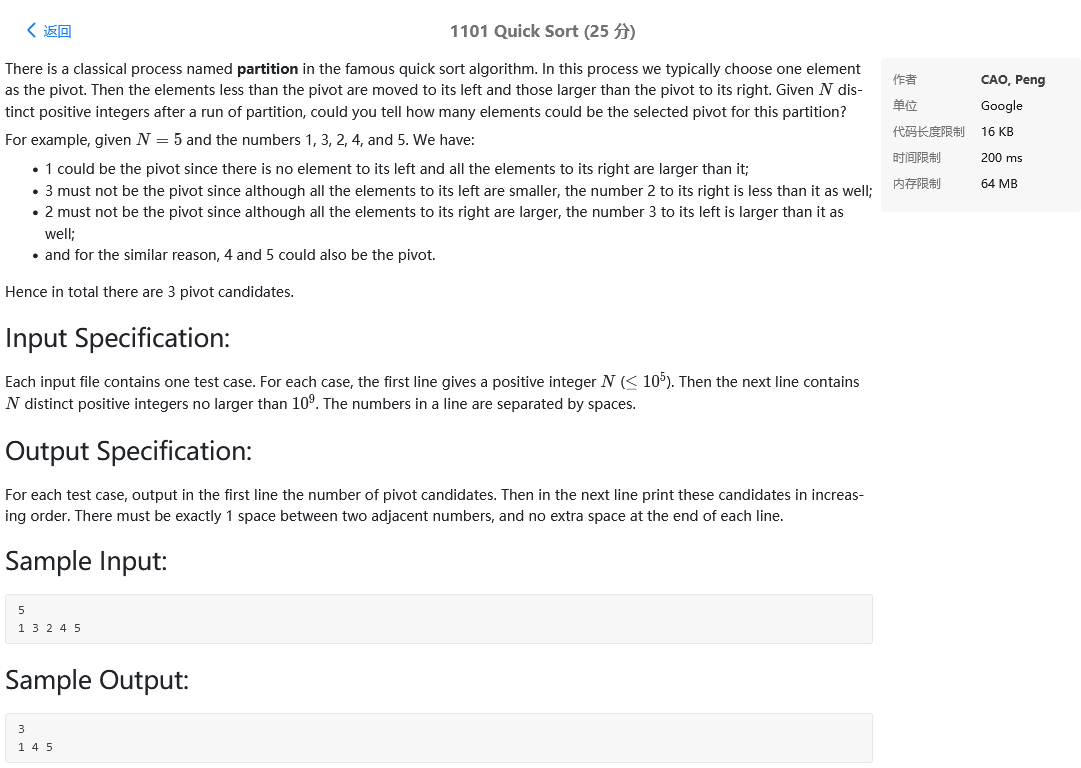 返回
1101 Quick Sort (25 分)
There is a classical process named partition in the famous quick sort algorithm. In this process we typically choose one element
as the pivot. Then the elements less than the pivot are moved to its left and those larger than the pivot to its right. Given N dis-
tinct positive integers after a run of partition, could you tell how many elements could be the selected pivot for this partition?
For example, given N = 5 and the numbers 1, 3, 2, 4, and 5. We have:
• 1 could be the pivot since there is no element to its left and all the elements to its right are larger than it;
• 3 must not be the pivot since although all the elements to its left are smaller, the number 2 to its right is less than it as well;
• 2 must not be the pivot since although all the elements to its right are larger, the number 3 to its left is larger than it as
well;
• and for the similar reason, 4 and 5 could also be the pivot.
Hence in total there are 3 pivot candidates.
Input Specification:
Each input file contains one test case. For each case, the first line gives a positive integer N (≤ 10^5). Then the next line contains
N distinct positive integers no larger than 10^9. The numbers in a line are separated by spaces.
Output Specification:
For each test case, output in the first line the number of pivot candidates. Then in the next line print these candidates in increas-
ing order. There must be exactly 1 space between two adjacent numbers, and no extra space at the end of each line.
Sample Input:
5
1 3 2 4 5
Sample Output:
3
1 4 5
作者 CAO, Peng
单位 Google
代码长度限制 16 KB
时间限制 200 ms
内存限制 64 MB